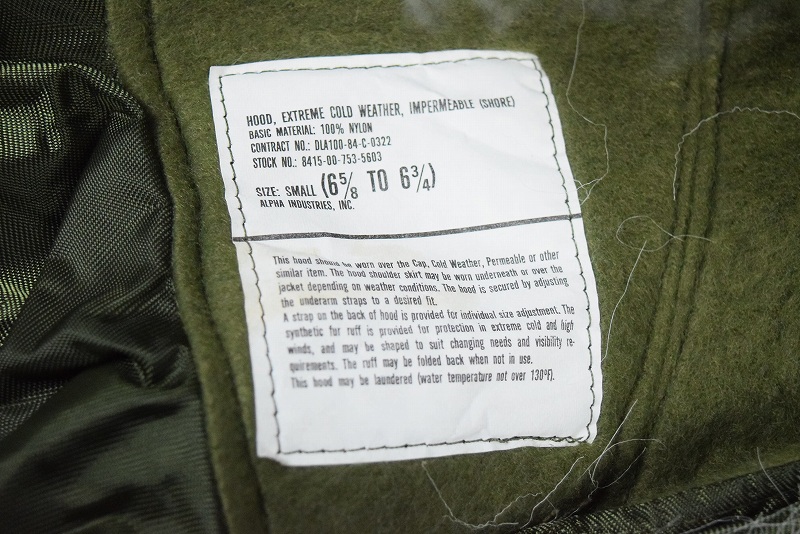 HOOD, EXTREME COLD WEATHER, IMPERMEABLE (SHORE)
BASIC MATERIAL: 100% NYLON
CONTRACT NO.: DLA100-84-C-0322
STOCK NO.: 8415-00-753-5603
SIZE: SMALL (6 5/8 TO 6 3/4)
ALPHA INDUSTRIES, INC.
This hood should be worn over the Cap, Cold Weather, Permeable or other
similar item. The hood shoulder skirt may be worn underneath or over the
jacket depending on weather conditions. The hood is secured by adjusting
the underarm straps to a desired fit.
A strap on the back of hood is provided for individual size adjustment. The
synthetic fur ruff is provided for protection in extreme cold and high
winds, and may be shaped to suit changing needs and visibility re-
quirements. The ruff may be folded back when not in use.
This hood may be laundered (water temperature not over 130ºF).